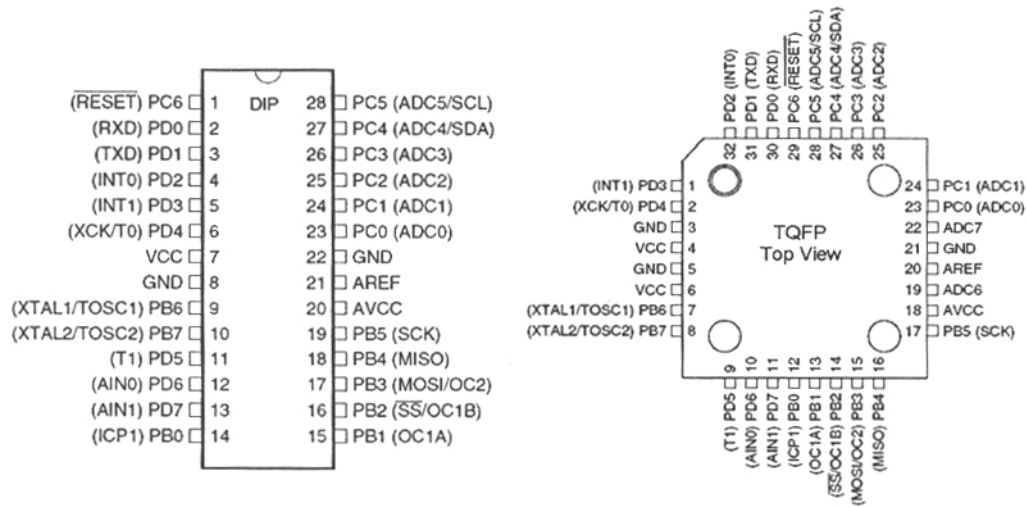 DIP
(RESET) PC6 1
(RXD) PD0 2
(TXD) PD1 3
(INT0) PD2 4
(INT1) PD3 5
(XCK/T0) PD4 6
VCC 7
GND 8
(XTAL1/TOSC1) PB6 9
(XTAL2/TOSC2) PB7 10
(T1) PD5 11
(AIN0) PD6 12
(AIN1) PD7 13
(ICP1) PB0 14
28 PC5 (ADC5/SCL)
27 PC4 (ADC4/SDA)
26 PC3 (ADC3)
25 PC2 (ADC2)
24 PC1 (ADC1)
23 PC0 (ADC0)
22 GND
21 AREF
20 AVCC
19 PB5 (SCK)
18 PB4 (MISO)
17 PB3 (MOSI/OC2)
16 PB2 (SS/OC1B)
15 PB1 (OC1A)
32 PD2 (INT0)
31 PD1 (TXD)
30 PD0 (RXD)
29 PC6 (RESET)
28 PC5 (ADC5/SCL)
27 PC4 (ADC4/SDA)
26 PC3 (ADC3)
25 PC2 (ADC2)
(INT1) PD3 1
(XCK/T0) PD4 2
GND 3
VCC 4
GND 5
VCC 6
(XTAL1/TOSC1) PB6 7
(XTAL2/TOSC2) PB7 8
TQFP
Top View
24 PC1 (ADC1)
23 PC0 (ADC0)
22 ADC7
21 GND
20 AREF
19 ADC6
18 AVCC
17 PB5 (SCK)
(T1) PD5 9
(AIN0) PD6 10
(AIN1) PD7 11
(ICP1) PB0 12
(OC1A) PB1 13
(SS/OC1B) PB2 14
(MOSI/OC2) PB3 15
(MISO) PB4 16